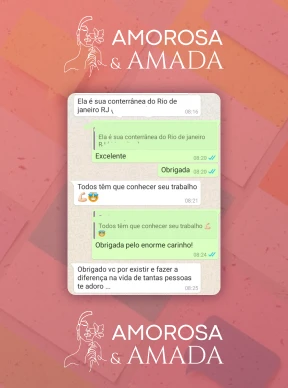 AMOROSA
& AMADA
Ela é sua conterrânea do Rio de
janeiro RJ
08:16
Ela é sua conterrânea do Rio de janeiro
R
Excelente
08:20
Obrigada 08:20
Todos têm que conhecer seu trabalho
💪🏻😍
08:21
Todos têm que conhecer seu trabalho 💪🏻
Obrigada pelo enorme carinho!
08:24
Obrigado vc por existir e fazer a
diferença na vida de tantas pessoas
te adoro ...
08:25
AMOROSA
& AMADA